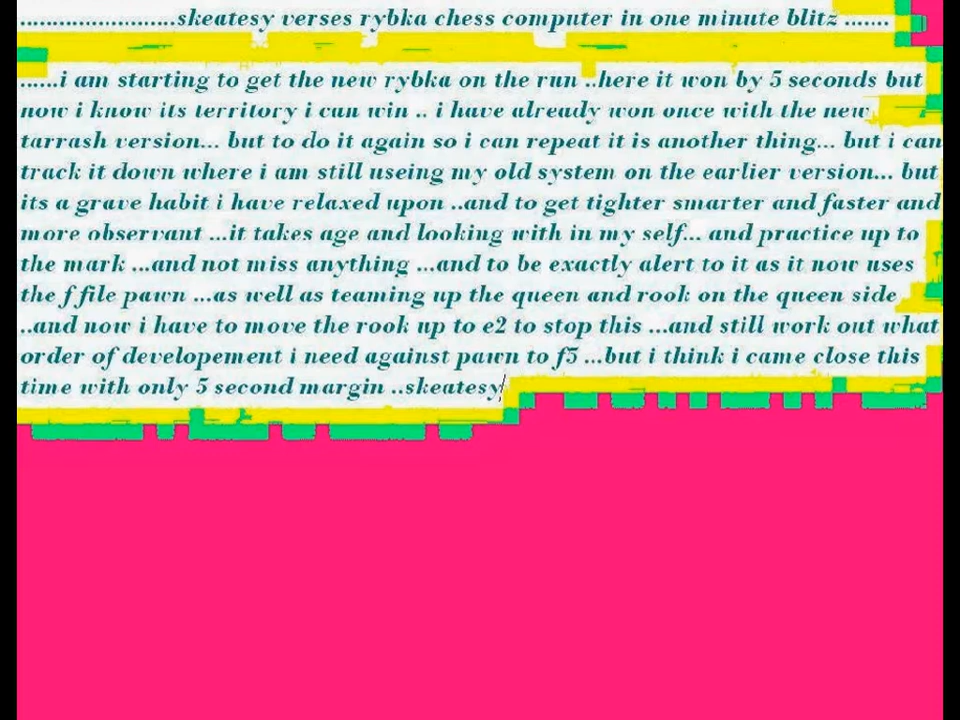 ........................skeatesy verses rybka chess computer in one minute blitz .......
......i am starting to get the new rybka on the run ..here it won by 5 seconds but
now i know its territory i can win .. i have already won once with the new
tarrash version... but to do it again so i can repeat it is another thing... but i can
track it down where i am still useing my old system on the earlier version... but
its a grave habit i have relaxed upon ..and to get tighter smarter and faster and
more observant ...it takes age and looking with in my self... and practice up to
the mark ...and not miss anything ...and to be exactly alert to it as it now uses
the f file pawn ...as well as teaming up the queen and rook on the queen side
..and now i have to move the rook up to e2 to stop this ...and still work out what
order of developement i need against pawn to f5 ...but i think i came close this
time with only 5 second margin ..skeatesy